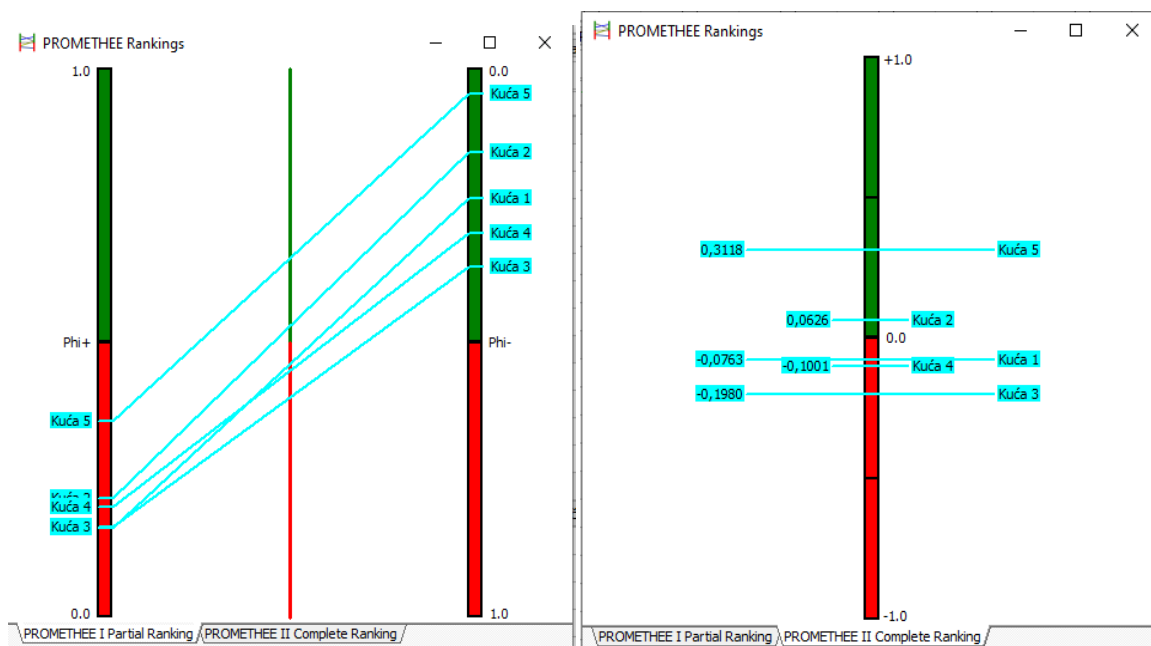 PROMETHEE Rankings
1.0
0.0
Kuća 5
Kuća 2
Kuća 1
Kuća 4
Kuća 3
Phi+
Phi-
Kuća 5
Kuća 4
Kuća 3
0.0
1.0
PROMETHEE I Partial Ranking
PROMETHEE II Complete Ranking
PROMETHEE Rankings
+1.0
0,3118
Kuća 5
0,0626
Kuća 2
0.0
-0,0763
Kuća 1
-0,1001
Kuća 4
-0,1980
Kuća 3
-1.0
PROMETHEE I Partial Ranking
PROMETHEE II Complete Ranking